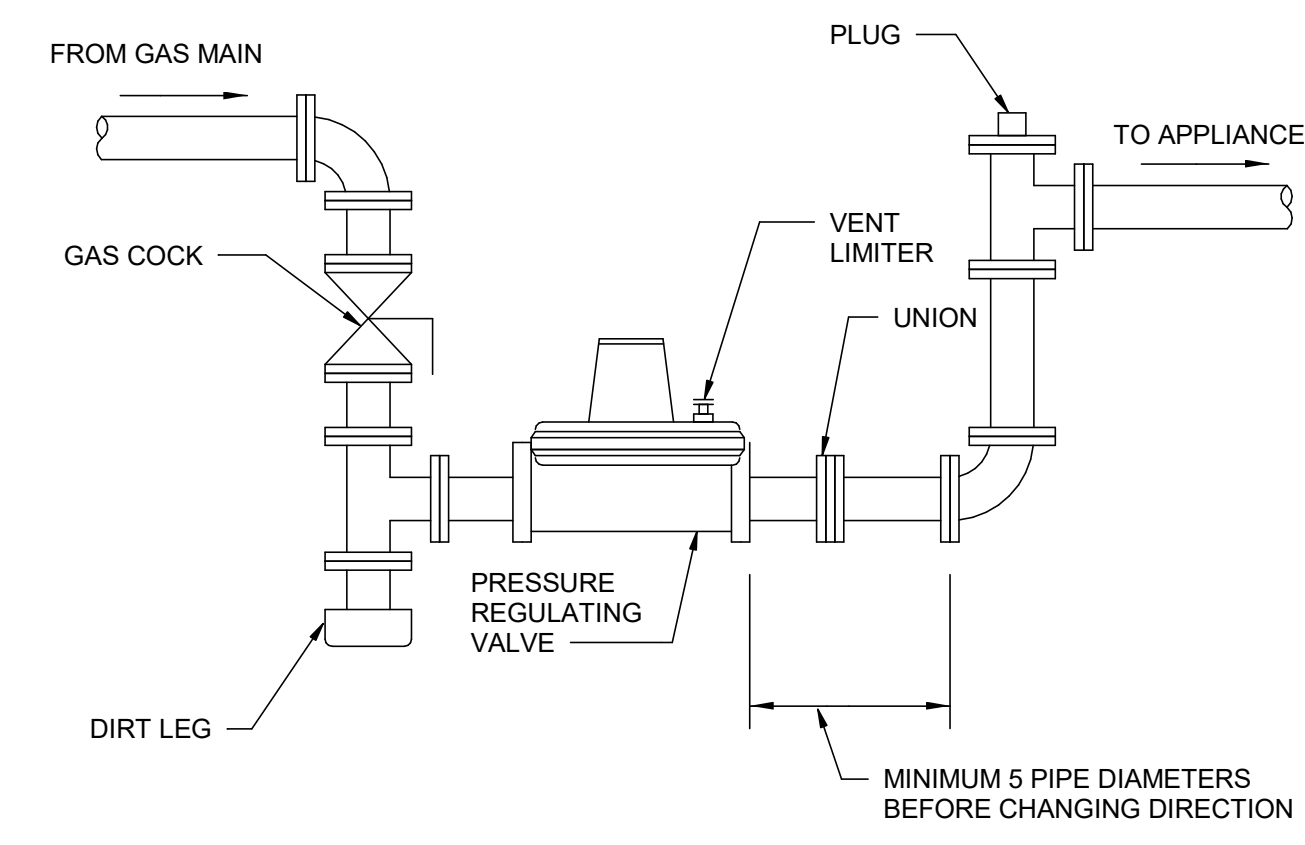 PLUG
FROM GAS MAIN
TO APPLIANCE
VENT
LIMITER
GAS COCK
UNION
PRESSURE
REGULATING
VALVE
DIRT LEG
MINIMUM 5 PIPE DIAMETERS
BEFORE CHANGING DIRECTION